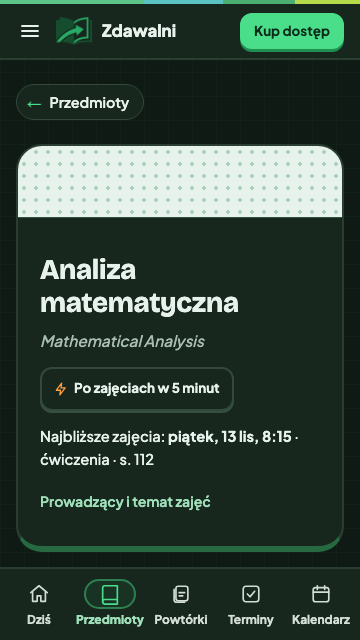 Zdawalni
Kup dostęp
← Przedmioty
Analiza
matematyczna
Mathematical Analysis
Po zajęciach w 5 minut
Najbliższe zajęcia: piątek, 13 lis, 8:15 ·
ćwiczenia · s. 112
Prowadzący i temat zajęć
Dziś
Przedmioty
Powtórki
Terminy
Kalendarz